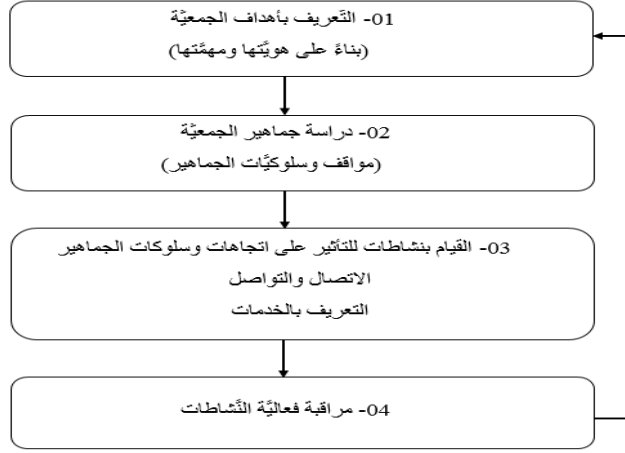 01- التَّعريف بأهداف الجمعيَّة
(بناءً على هويَّتها ومهمَّتها)
02- دراسة جماهير الجمعيَّة
(مواقف وسلوكيَّات الجماهير)
03- القيام بنشاطات للتأثير على اتجاهات وسلوكات الجماهير
الاتصال والتواصل
التعريف بالخدمات
04- مراقبة فعاليَّة النَّشاطات